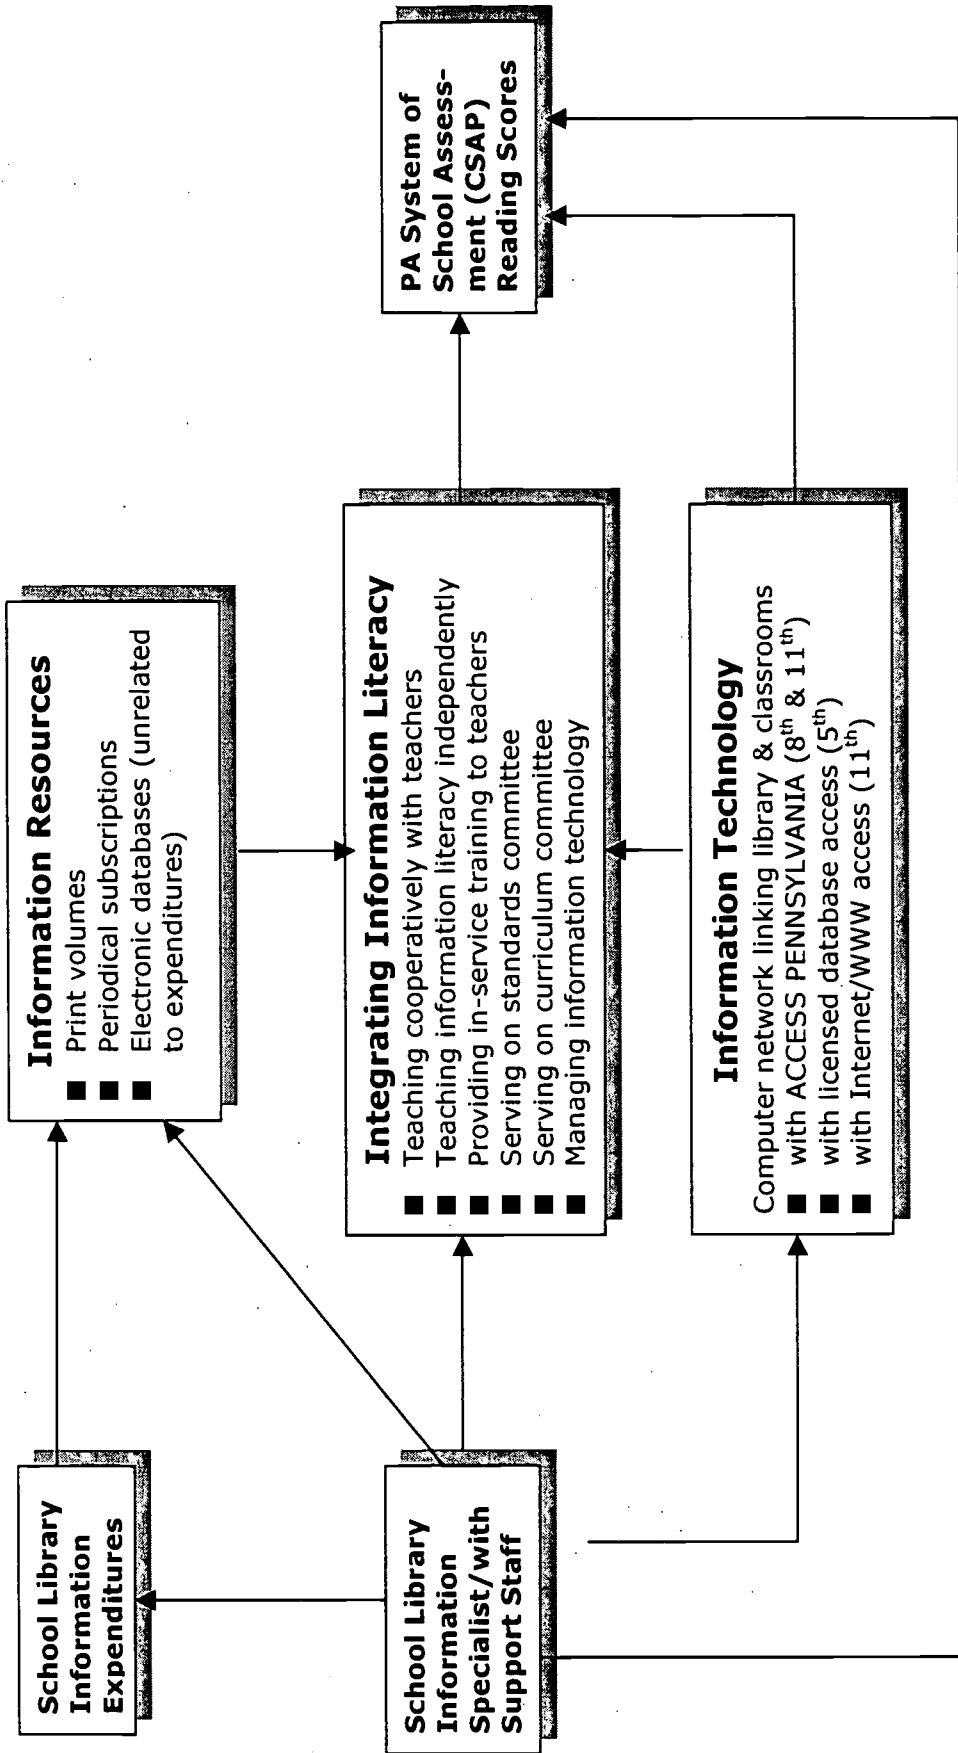 School Library
Information
Expenditures
Information Resources
■ Print volumes
■ Periodical subscriptions
■ Electronic databases (unrelated
to expenditures)
School Library
Information
Specialist/with
Support Staff
Integrating Information Literacy
■ Teaching cooperatively with teachers
■ Teaching information literacy independently
■ Providing in-service training to teachers
■ Serving on standards committee
■ Serving on curriculum committee
■ Managing information technology
PA System of
School Assess-
ment (CSAP)
Reading Scores
Information Technology
Computer network linking library & classrooms
■ with ACCESS PENNSYLVANIA (8th & 11th)
■ with licensed database access (5th)
■ with Internet/WWW access (11th)